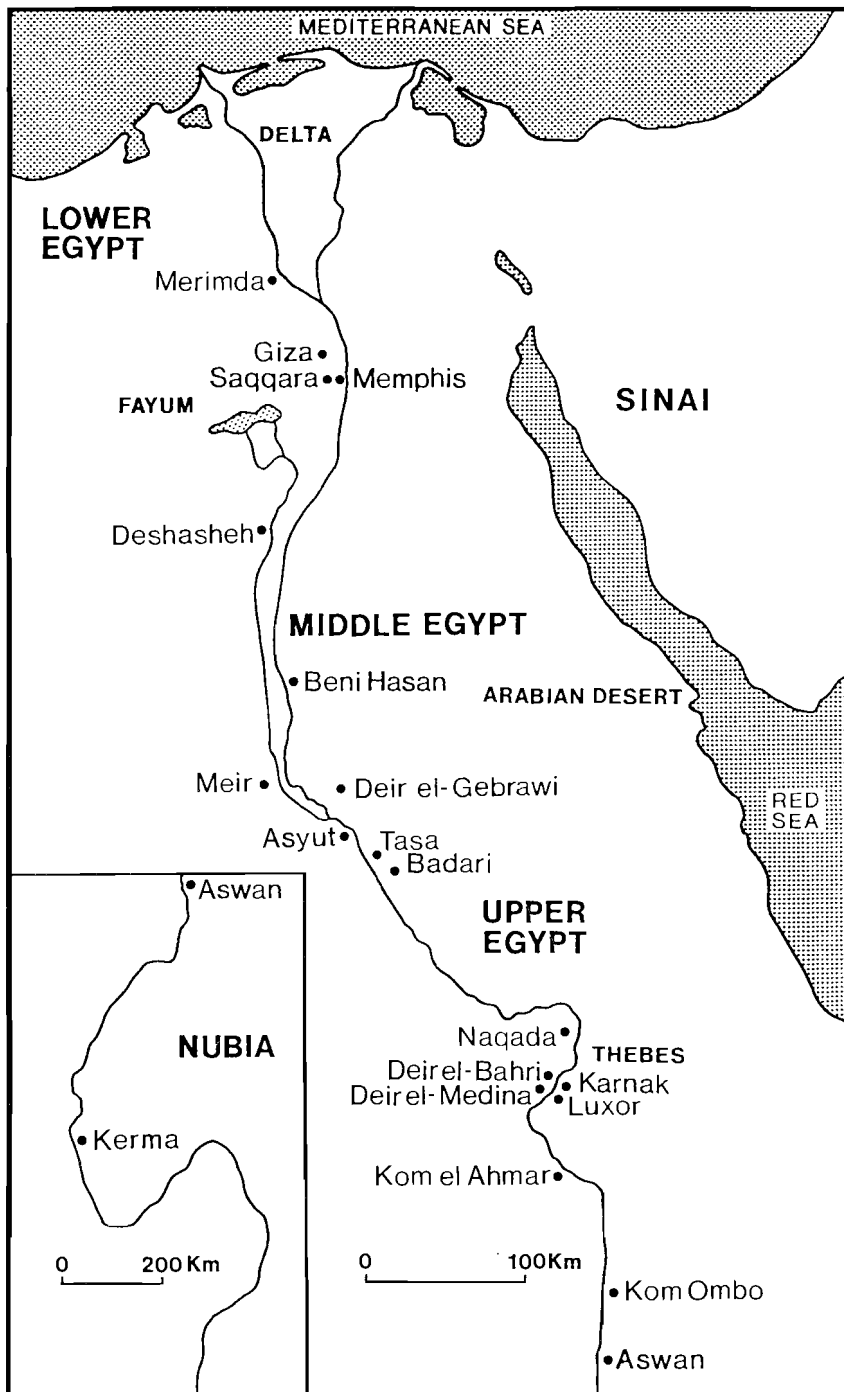 MEDITERRANEAN SEA
DELTA
LOWER
EGYPT
Merimda
Giza
Saqqara
Memphis
FAYUM
SINAI
Deshasheh
MIDDLE EGYPT
Beni Hasan
ARABIAN DESERT
Meir
Deir el-Gebrawi
RED
SEA
Asyut
Tasa
Badari
Aswan
UPPER
EGYPT
NUBIA
Naqada
THEBES
Deir el-Bahri
Karnak
Deir el-Medina
Luxor
Kerma
Kom el Ahmar
0 200 Km
0 100 Km
Kom Ombo
Aswan